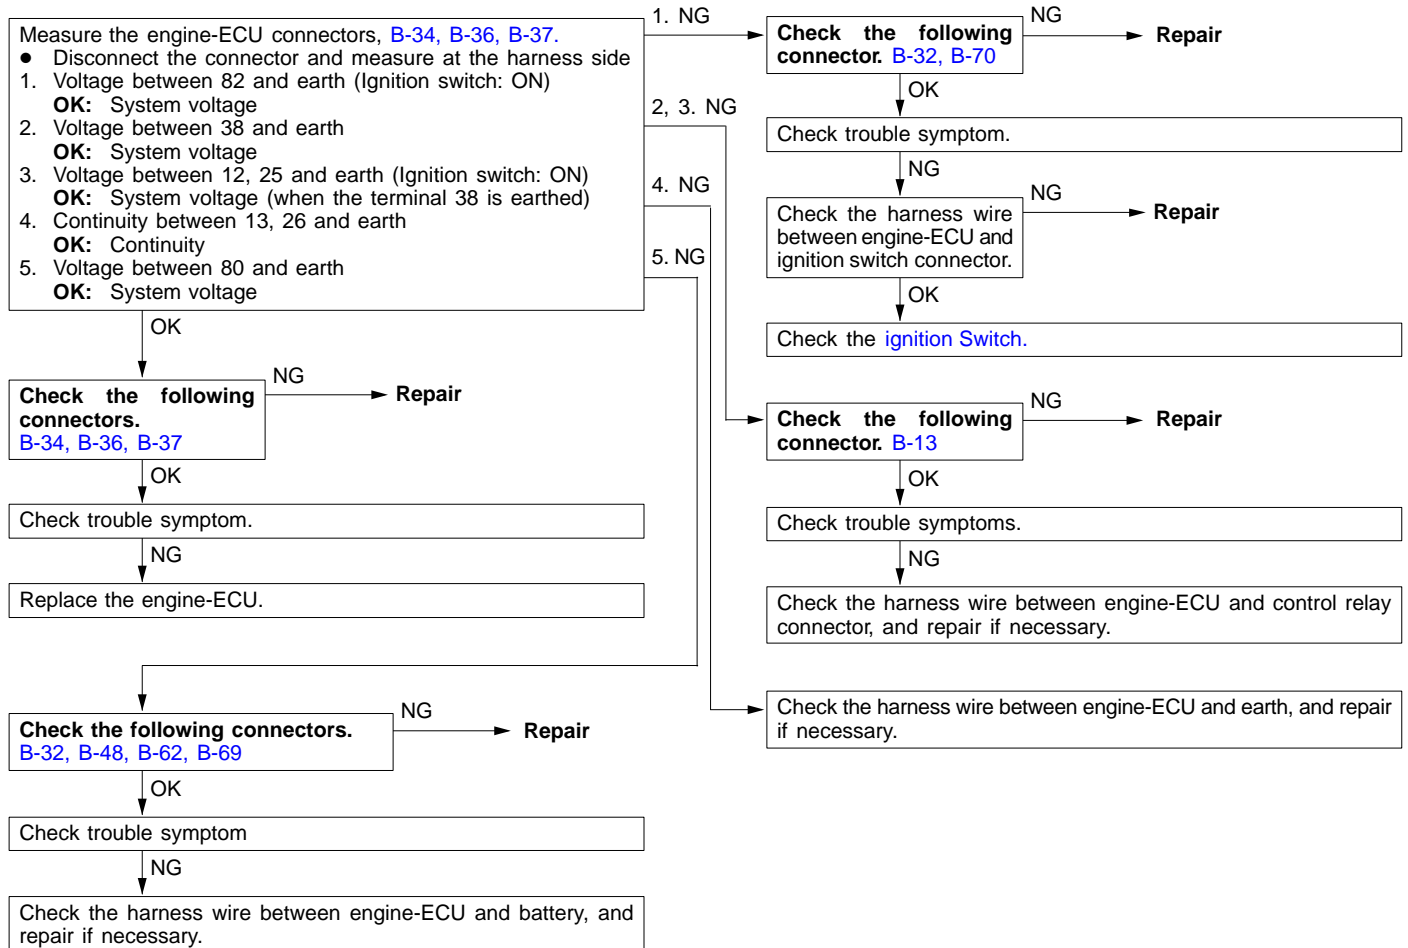 Measure the engine-ECU connectors, B-34, B-36, B-37.
● Disconnect the connector and measure at the harness side
1. Voltage between 82 and earth (Ignition switch: ON)
OK: System voltage
2. Voltage between 38 and earth
OK: System voltage
3. Voltage between 12, 25 and earth (Ignition switch: ON)
OK: System voltage (when the terminal 38 is earthed)
4. Continuity between 13, 26 and earth
OK: Continuity
5. Voltage between 80 and earth
OK: System voltage
1. NG
Check the following
connector. B-32, B-70
NG
Repair
OK
Check trouble symptom.
NG
Check the harness wire
between engine-ECU and
ignition switch connector.
NG
Repair
OK
Check the ignition Switch.
2, 3. NG
Check the following
connector. B-13
NG
Repair
OK
Check trouble symptoms.
NG
Check the harness wire between engine-ECU and control relay
connector, and repair if necessary.
4. NG
Check the harness wire between engine-ECU and earth, and repair
if necessary.
5. NG
OK
Check the following
connectors.
B-34, B-36, B-37
NG
Repair
OK
Check trouble symptom.
NG
Replace the engine-ECU.
Check the following connectors.
B-32, B-48, B-62, B-69
NG
Repair
OK
Check trouble symptom
NG
Check the harness wire between engine-ECU and battery, and
repair if necessary.